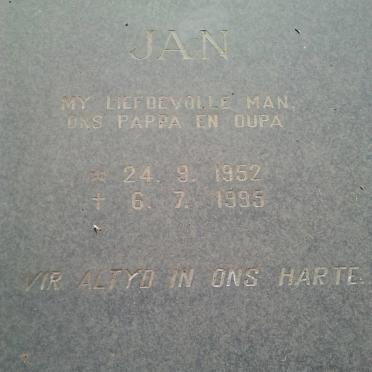 JAN
MY LIEFDEVOLLE MAN,
ONS PAPPA EN OUPA
* 24. 9. 1952
† 6. 7. 1995
VIR ALTYD IN ONS HARTE